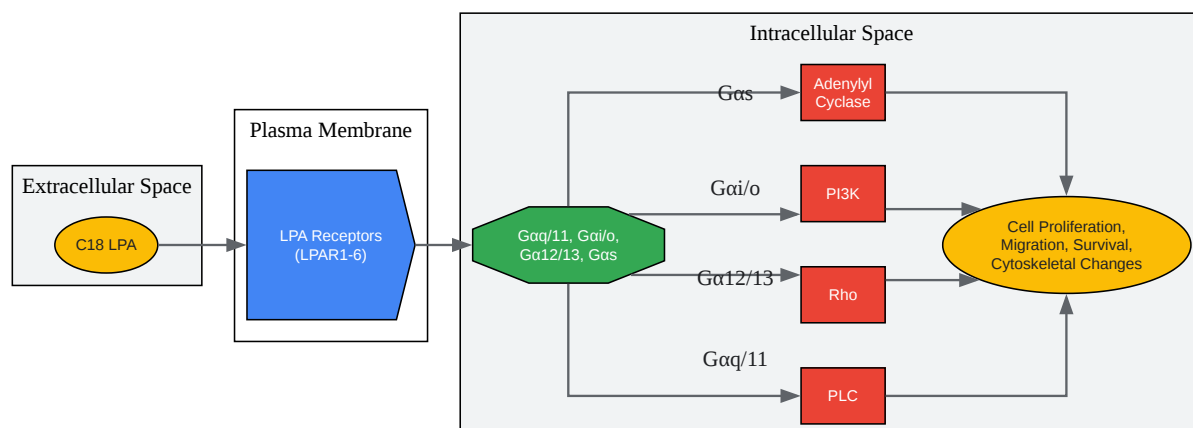 Intracellular Space
Plasma Membrane
Extracellular Space
C18 LPA
LPA Receptors
(LPAR1-6)
Gαq/11, Gαi/o,
Gα12/13, Gαs
Gαs
Adenylyl
Cyclase
Gαi/o
PI3K
Gα12/13
Rho
Gαq/11
PLC
Cell Proliferation,
Migration, Survival,
Cytoskeletal Changes